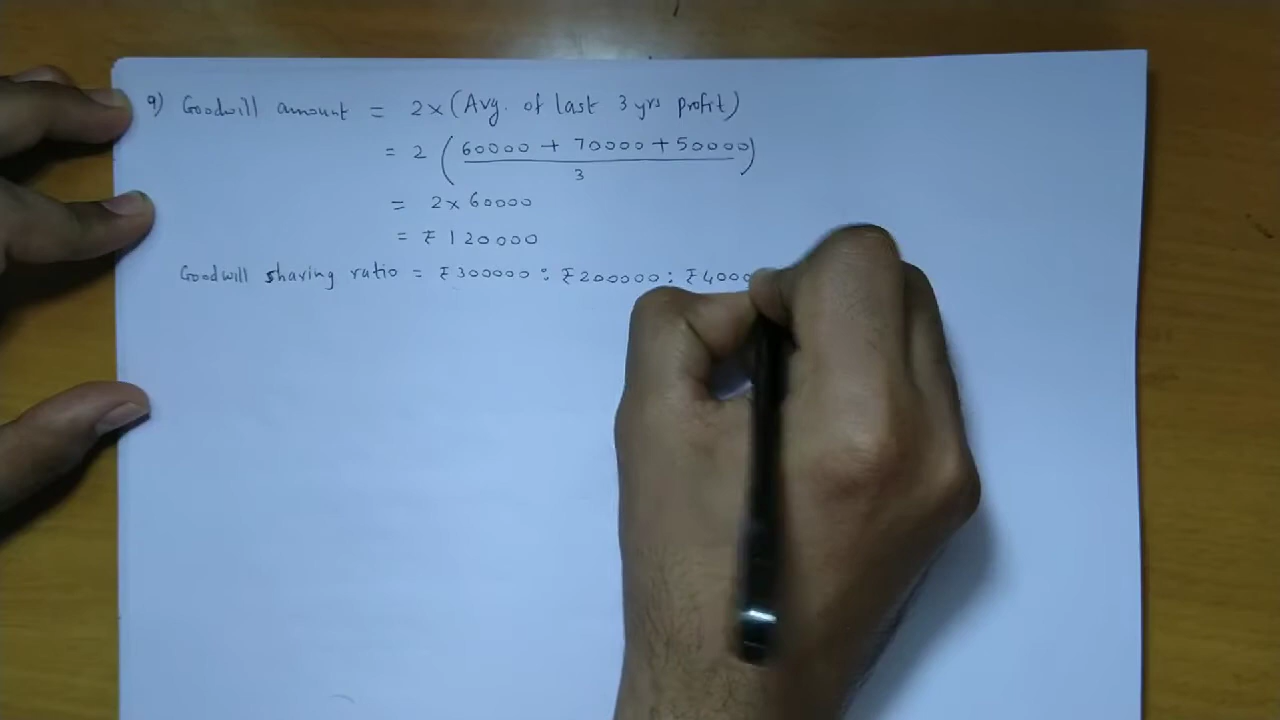 9) Goodwill amount = 2×(Avg. of last 3 yrs profit)
= 2 (60000 + 70000 + 50000)
3
= 2×60000
= ₹120000
Goodwill sharing ratio = ₹300000 : ₹200000 : ₹4000